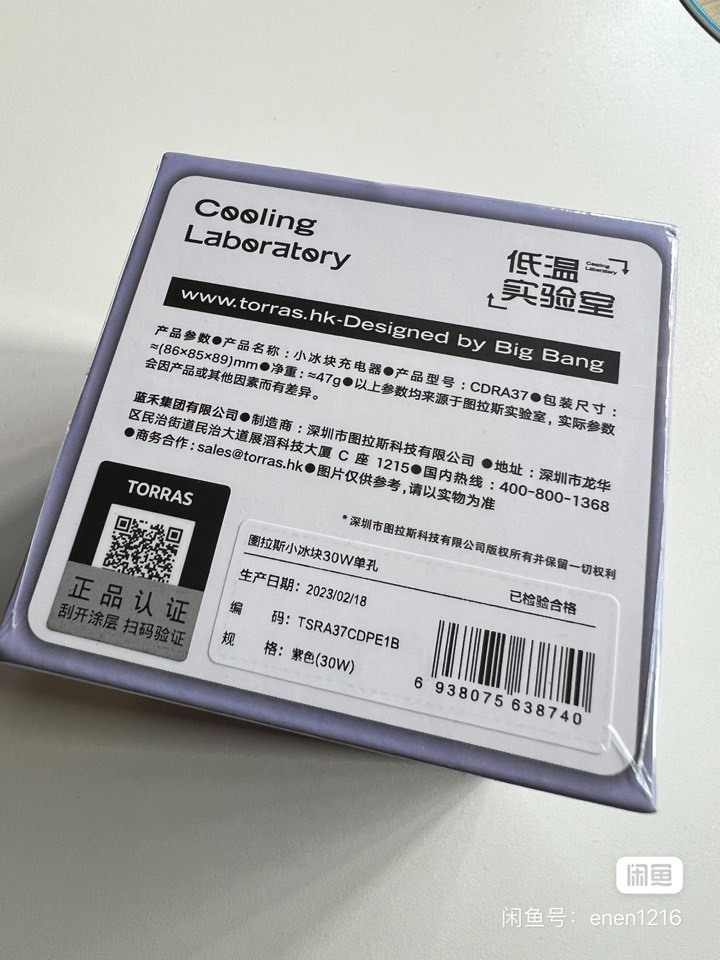 Cooling
Laboratory
低温
实验室
Cooling
Laboratory
www.torras.hk-Designed by Big Bang
产品参数●产品名称：小冰块充电器●产品型号：CDRA37●包装尺寸：
≈(86×85×89)mm●净重：≈47g●以上参数均来源于图拉斯实验室，实际参数
会因产品或其他因素而有差异。
蓝禾集团有限公司●制造商：深圳市图拉斯科技有限公司 ●地址：深圳市龙华
区民治街道民治大道展滔科技大厦 C 座 1215●国内热线：400-800-1368
●商务合作：sales@torras.hk●图片仅供参考，请以实物为准
*深圳市图拉斯科技有限公司版权所有并保留一切权利
TORRAS
正品认证
刮开涂层 扫码验证
图拉斯小冰块30W单孔
生产日期：2023/02/18
已检验合格
编 码：TSRA37CDPE1B
规 格：紫色(30W)
6 938075 638740
闲鱼
闲鱼号：enen1216